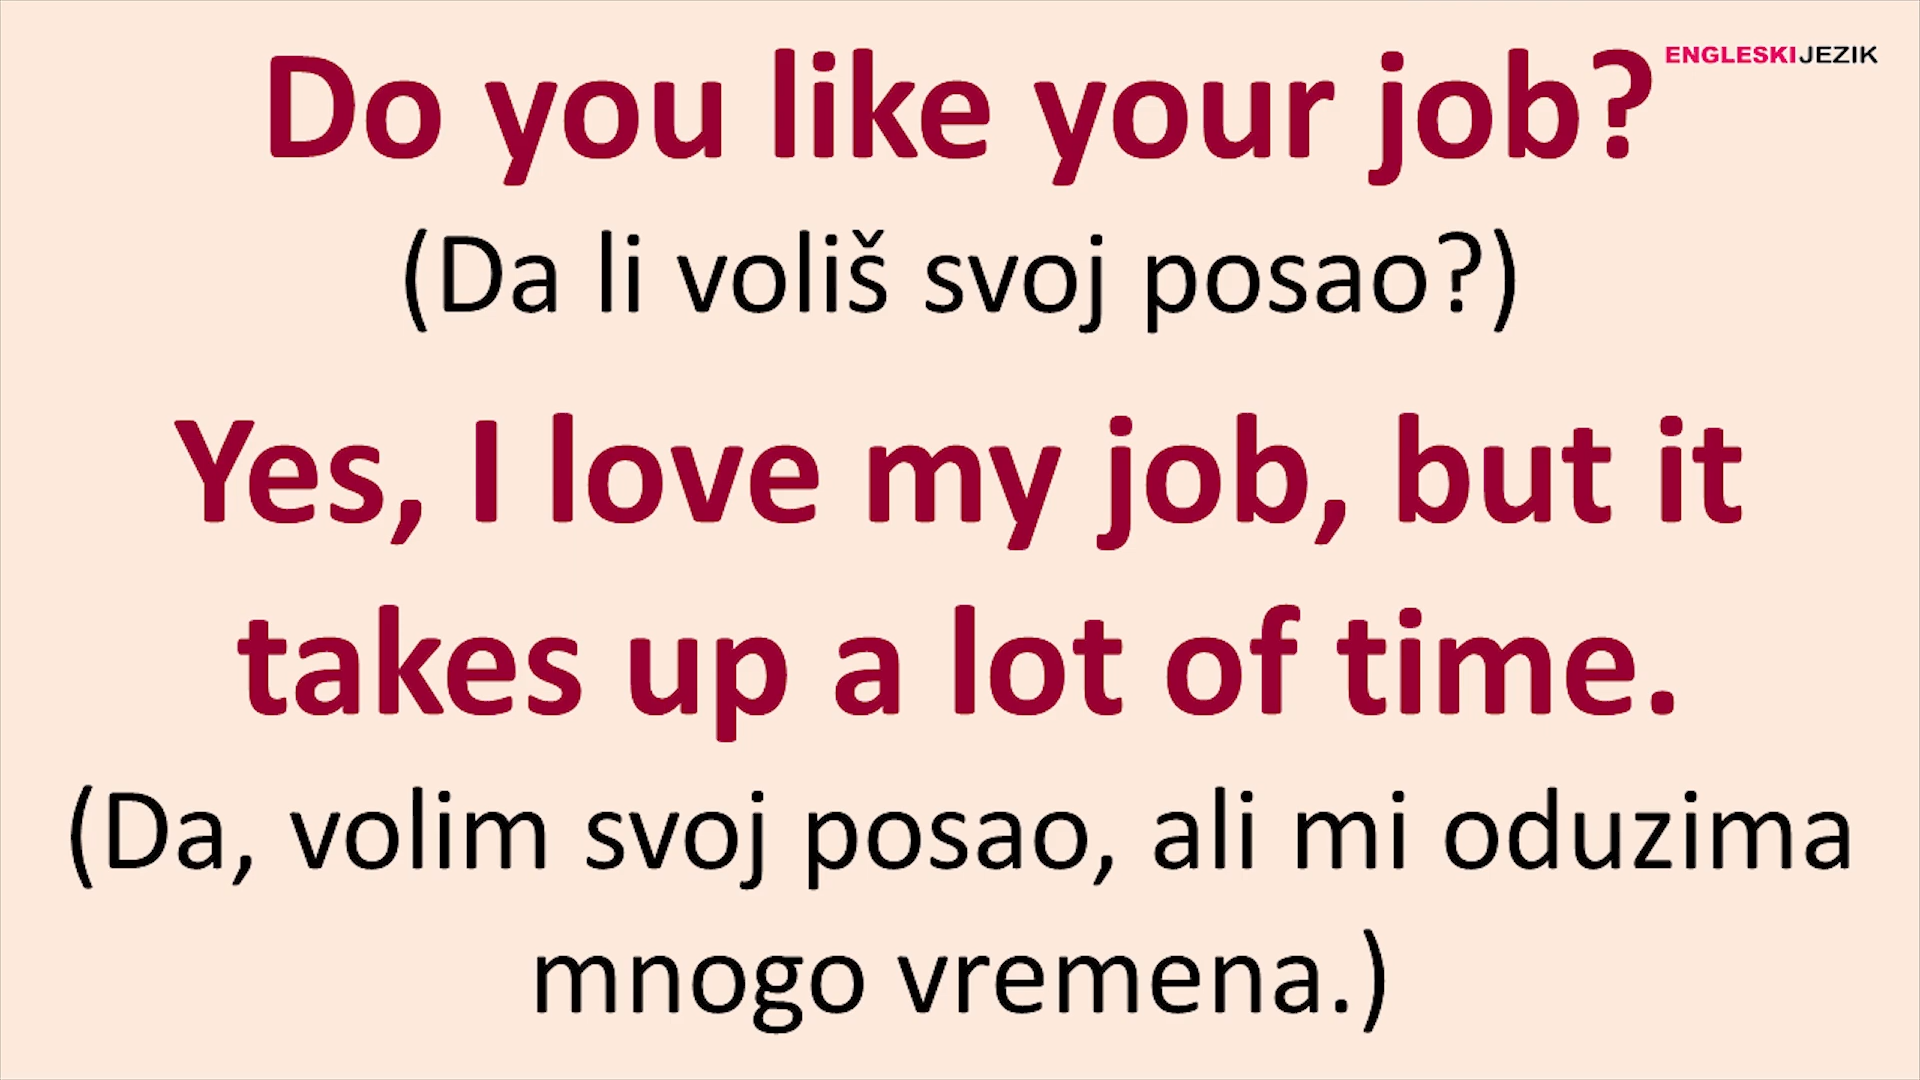 Do you like your job?
ENGLESKIJEZIK
(Da li voliš svoj posao?)
Yes, I love my job, but it
takes up a lot of time.
(Da, volim svoj posao, ali mi oduzima
mnogo vremena.)